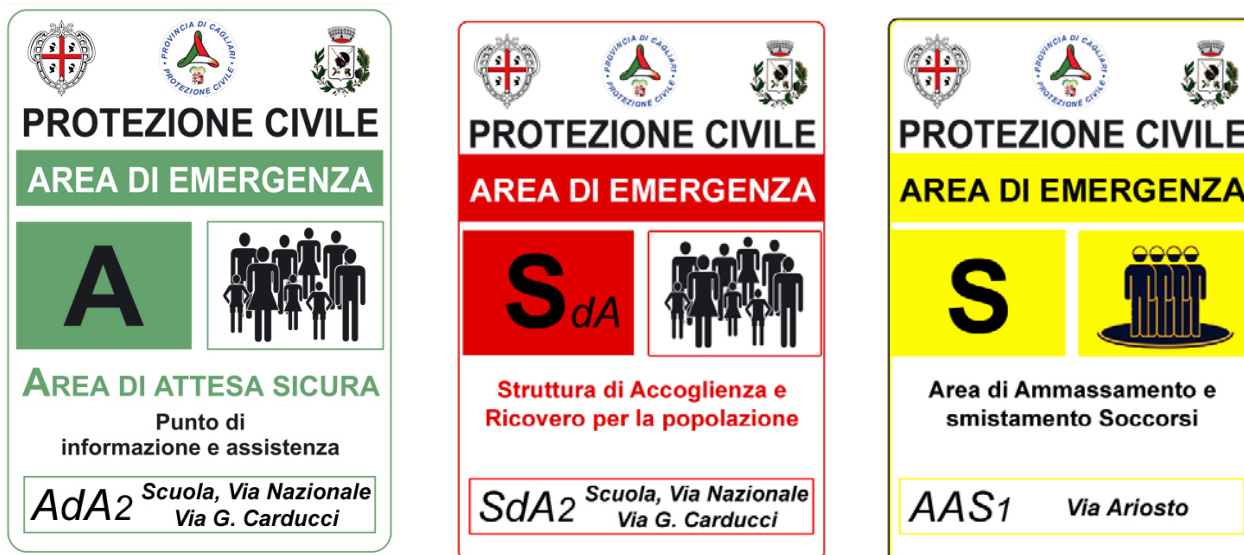 PROVINCIA DI CAGLIARI
PROTEZIONE CIVILE
PROTEZIONE CIVILE
AREA DI EMERGENZA
A
AREA DI ATTESA SICURA
Punto di
informazione e assistenza
AdA2
Scuola, Via Nazionale
Via G. Carducci
PROVINCIA DI CAGLIARI
PROTEZIONE CIVILE
PROTEZIONE CIVILE
AREA DI EMERGENZA
SdA
Struttura di Accoglienza e
Ricovero per la popolazione
SdA2
Scuola, Via Nazionale
Via G. Carducci
PROVINCIA DI CAGLIARI
PROTEZIONE CIVILE
PROTEZIONE CIVILE
AREA DI EMERGENZA
S
Area di Ammassamento e
smistamento Soccorsi
AAS1
Via Ariosto